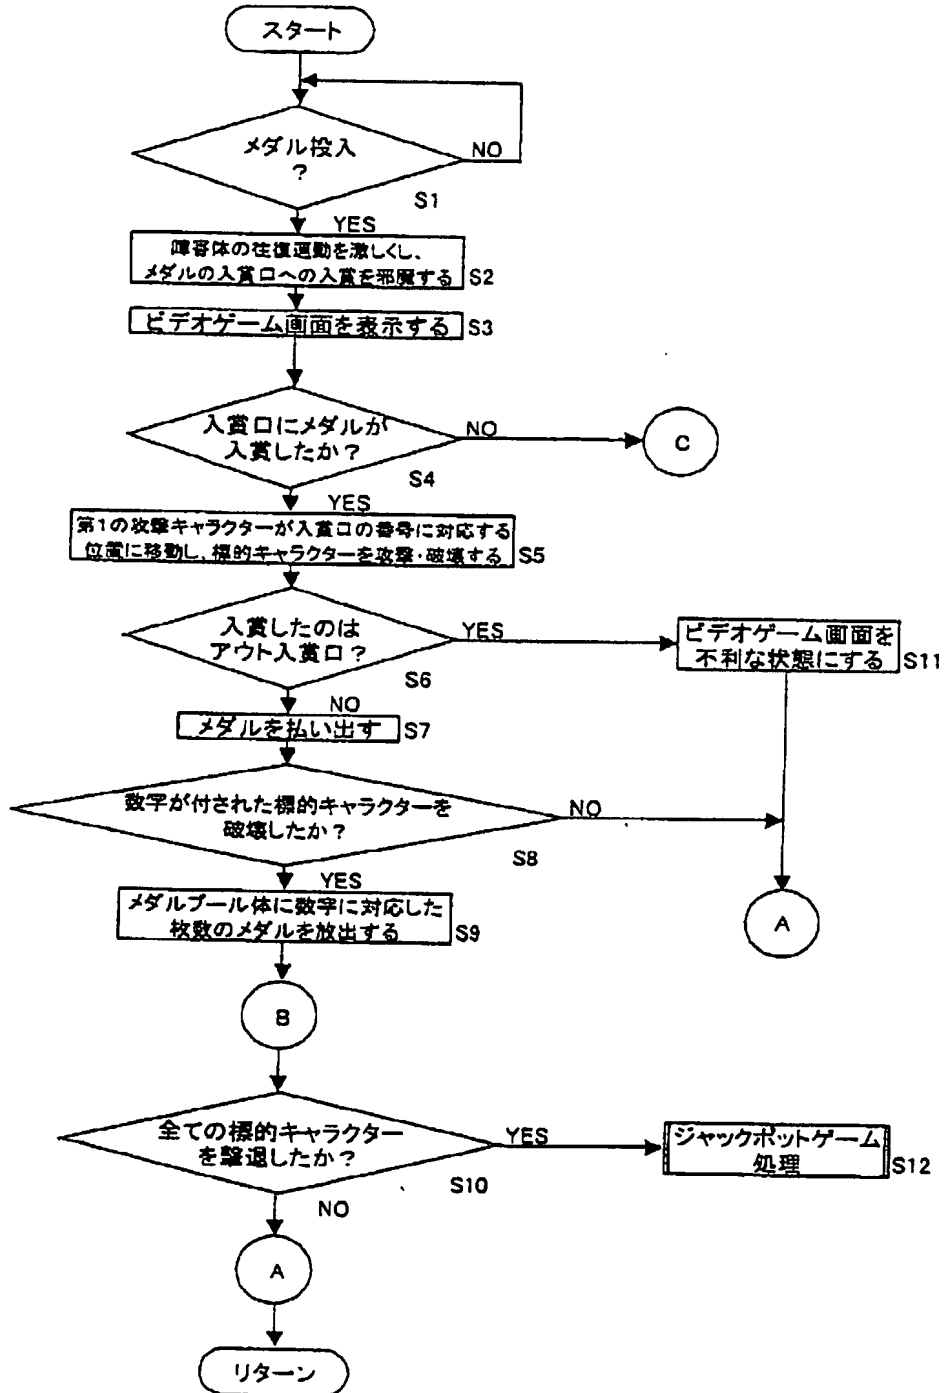 スタート
メダル投入
?
NO
S1
YES
障害体の往復運動を激しくし、
メダルの入賞口への入賞を邪魔する
S2
ビデオゲーム画面を表示する
S3
入賞口にメダルが
入賞したか?
NO
C
S4
YES
第1の攻撃キャラクターが入賞口の番号に対応する
位置に移動し、標的キャラクターを攻撃・破壊する
S5
入賞したのは
アウト入賞口?
YES
ビデオゲーム画面を
不利な状態にする
S11
S6
NO
メダルを払い出す
S7
数字が付された標的キャラクターを
破壊したか?
NO
S8
YES
メダルプール体に数字に対応した
枚数のメダルを放出する
S9
A
B
全ての標的キャラクター
を撃退したか?
YES
ジャックポットゲーム
処理
S12
S10
NO
A
リターン